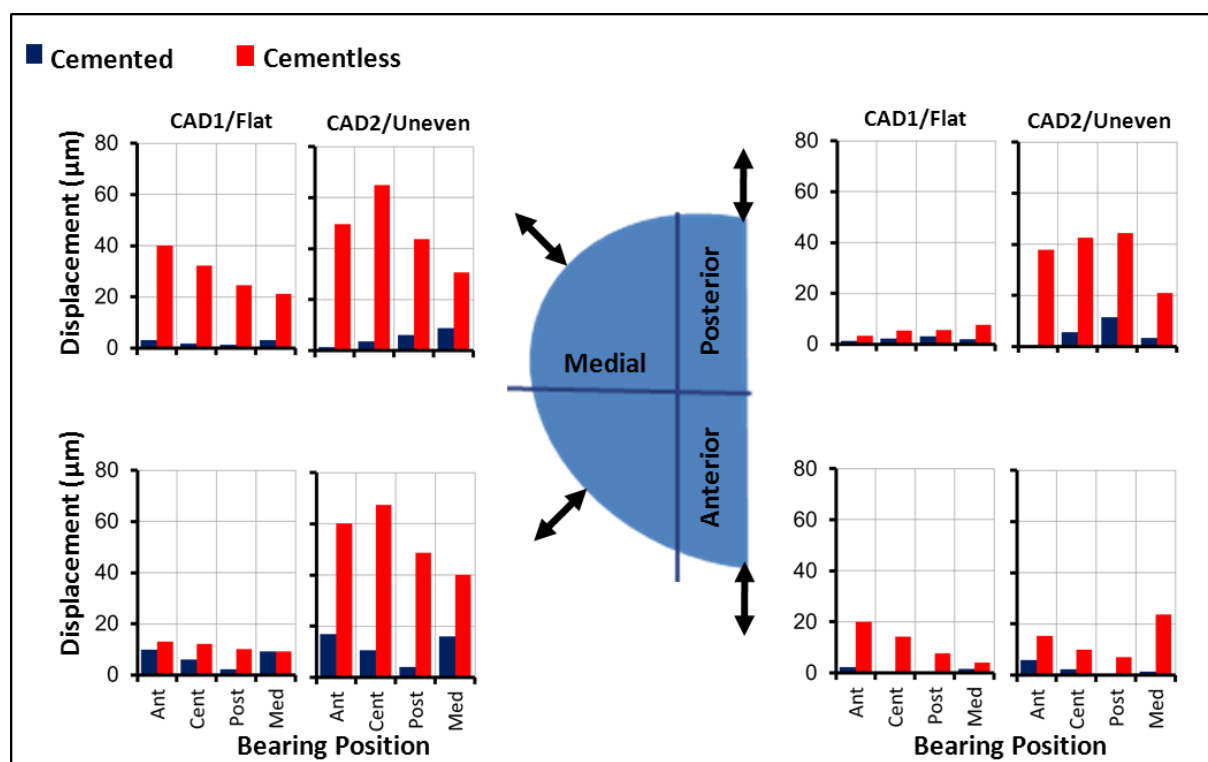 Cemented Cementless
CAD1/Flat CAD2/Uneven
Displacement (µm)
80
60
40
20
0
CAD1/Flat CAD2/Uneven
80
60
40
20
0
Medial
Posterior
Anterior
Displacement (µm)
80
60
40
20
0
Ant Cent Post Med
Ant Cent Post Med
Bearing Position
80
60
40
20
0
Ant Cent Post Med
Ant Cent Post Med
Bearing Position